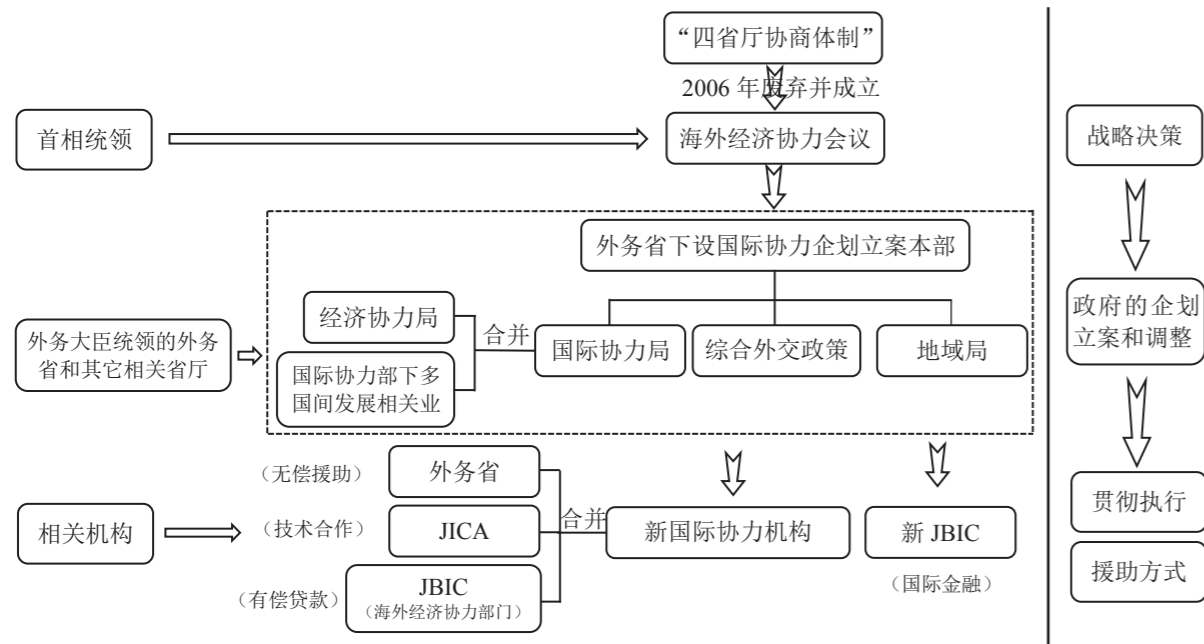 “四省厅协商体制”
2006 年废弃并成立
首相统领
海外经济协力会议
战略决策
外务省下设国际协力企划立案本部
经济协力局
合并
国际协力局
综合外交政策
地域局
外务大臣统领的外务
省和其它相关省厅
国际协力部下多
国间发展相关业
政府的企划
立案和调整
（无偿援助）
外务省
贯彻执行
相关机构
（技术合作）
JICA
合并
新国际协力机构
新 JBIC
（国际金融）
援助方式
（有偿贷款）
JBIC
（海外经济协力部门）